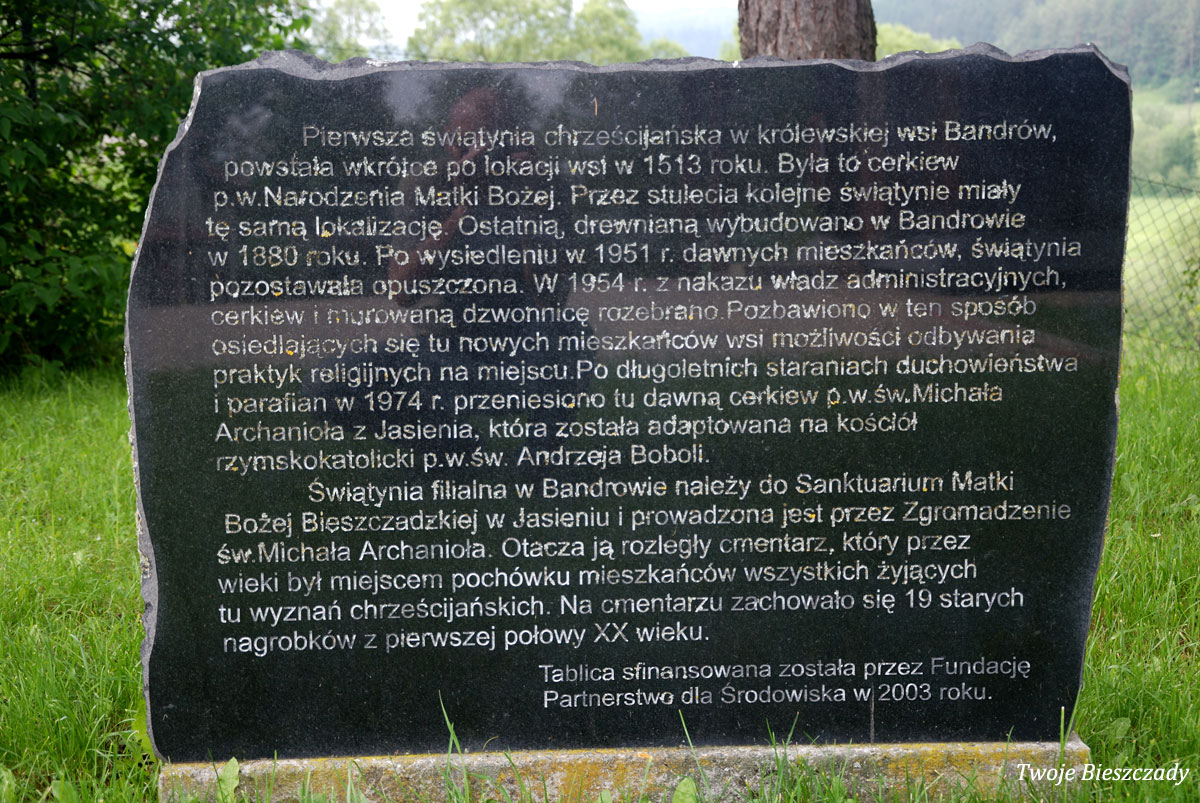 Pierwsza świątynia chrześcijańska w królewskiej wsi Bandrów,
powstała wkrótce po lokacji wsi w 1513 roku. Była to cerkiew
p.w.Narodzenia Matki Bożej. Przez stulecia kolejne świątynie miały
tę samą lokalizację. Ostatnią, drewnianą wybudowano w Bandrowie
w 1880 roku. Po wysiedleniu w 1951 r. dawnych mieszkańców, świątynia
pozostawała opuszczona. W 1954 r. z nakazu władz administracyjnych,
cerkiew i murowaną dzwonnicę rozebrano.Pozbawiono w ten sposób
osiedlających się tu nowych mieszkańców wsi możliwości odbywania
praktyk religijnych na miejscu.Po długoletnich staraniach duchowieństwa
i parafian w 1974 r. przeniesiono tu dawną cerkiew p.w.św.Michała
Archanioła z Jasienia, która została adaptowana na kościół
rzymskokatolicki p.w.św. Andrzeja Boboli.
Świątynia filialna w Bandrowie należy do Sanktuarium Matki
Bożej Bieszczadzkiej w Jasieniu i prowadzona jest przez Zgromadzenie
św.Michała Archanioła. Otacza ją rozległy cmentarz, który przez
wieki był miejscem pochówku mieszkańców wszystkich żyjących
tu wyznań chrześcijańskich. Na cmentarzu zachowało się 19 starych
nagrobków z pierwszej połowy XX wieku.
Tablica sfinansowana została przez Fundację
Partnerstwo dla Środowiska w 2003 roku.
Twoje Bieszczady